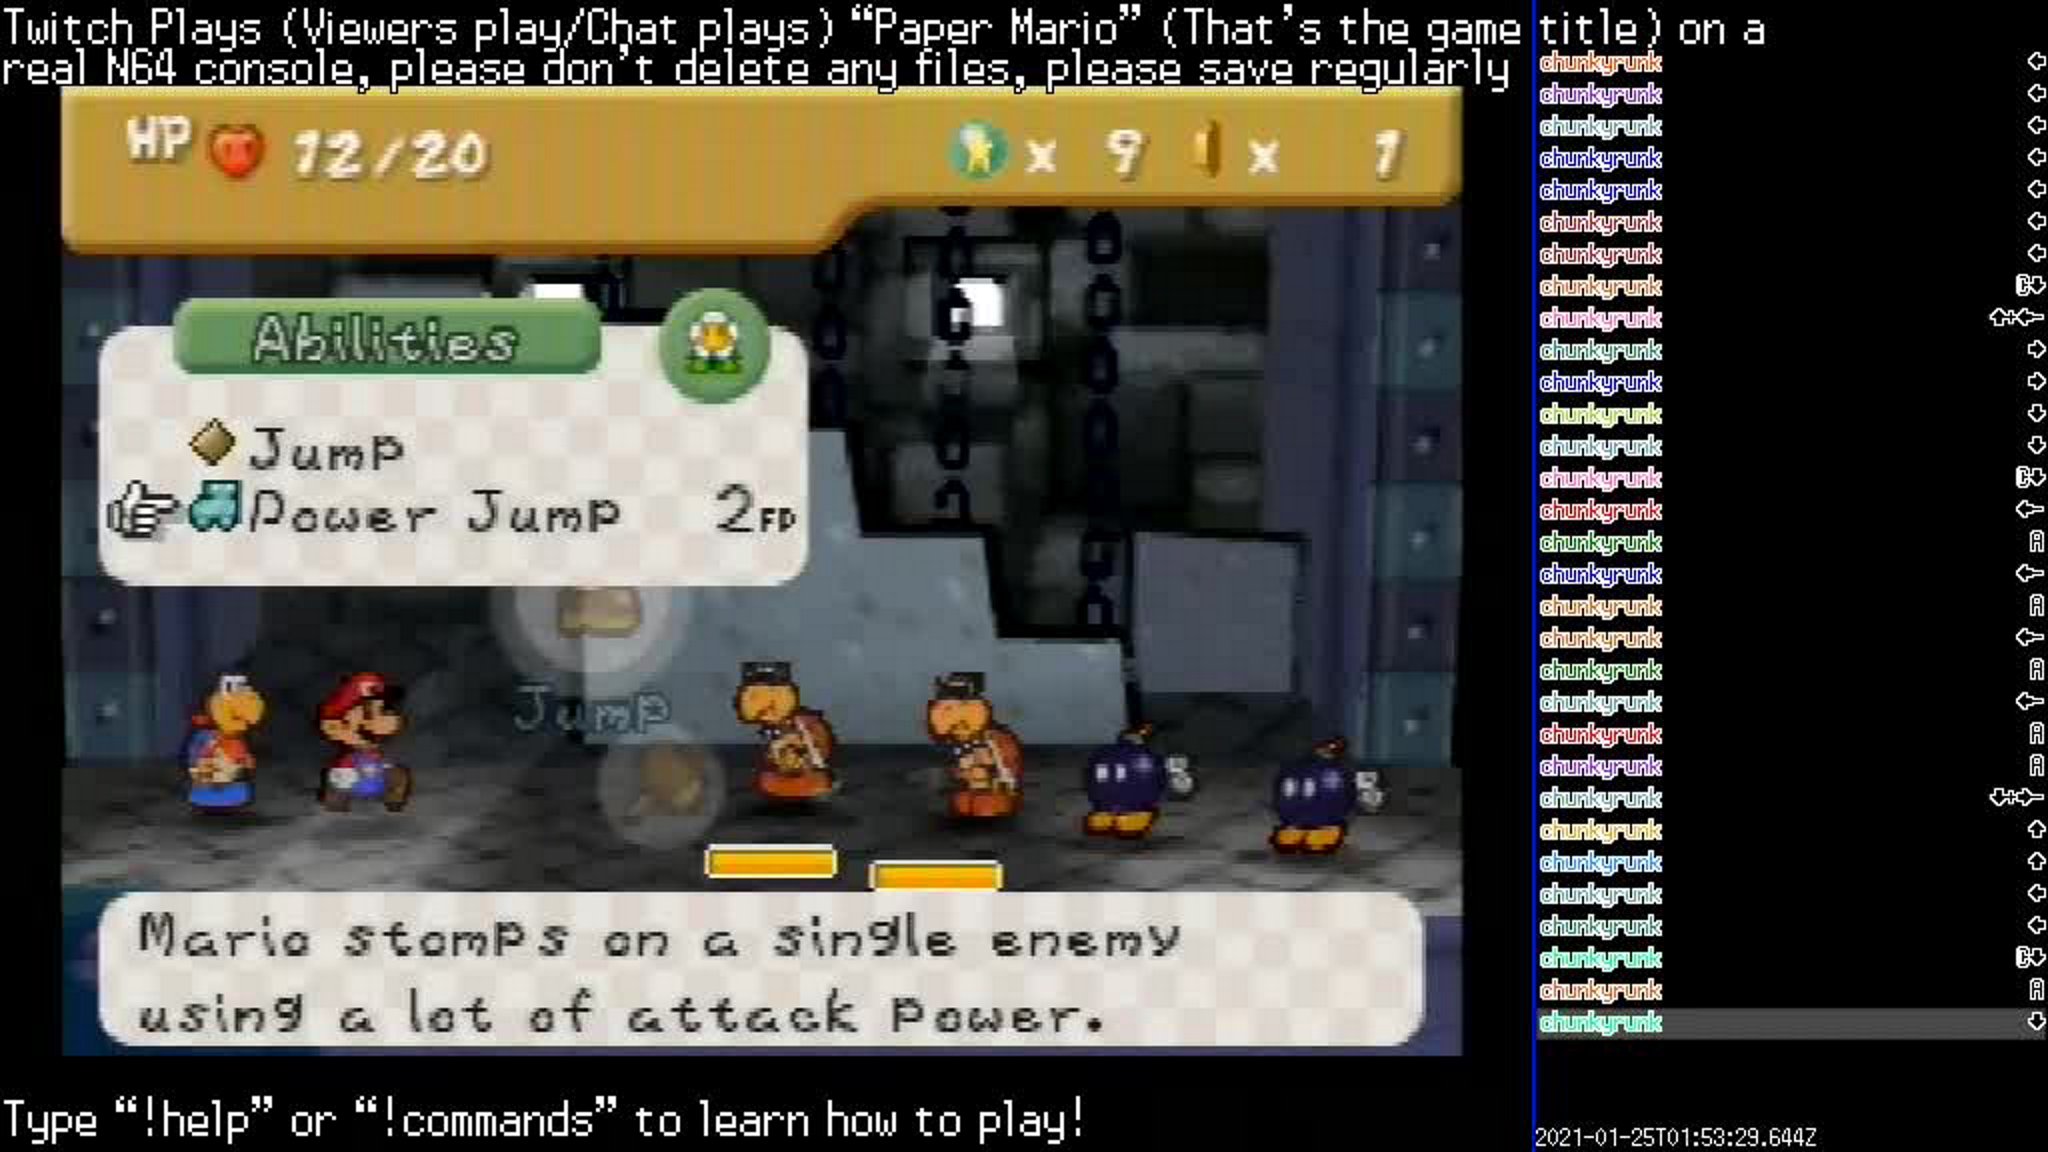 Twitch Plays (Viewers play/Chat plays) “Paper Mario” (That’s the game title) on a
real N64 console, please don’t delete any files, please save regularly
HP 12/20 x 9 x 1
Abilities
Jump
Power Jump 2FP
Jump
Mario stomps on a single enemy
using a lot of attack power.
Type “!help” or “!commands” to learn how to play!
chunkyrunk ←
chunkyrunk ←
chunkyrunk ←
chunkyrunk ←
chunkyrunk ←
chunkyrunk ←
chunkyrunk ←
chunkyrunk C↓
chunkyrunk ↑+←
chunkyrunk →
chunkyrunk →
chunkyrunk ↓
chunkyrunk ↓
chunkyrunk C↓
chunkyrunk ←
chunkyrunk A
chunkyrunk ←
chunkyrunk A
chunkyrunk ←
chunkyrunk A
chunkyrunk ←
chunkyrunk A
chunkyrunk A
chunkyrunk ↓+→
chunkyrunk ↑
chunkyrunk ↑
chunkyrunk ←
chunkyrunk ←
chunkyrunk C↓
chunkyrunk A
chunkyrunk ↓
2021-01-25T01:53:29.644Z